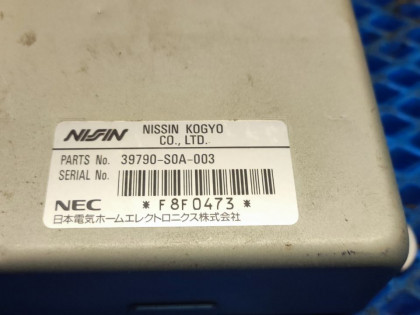 NISSIN NISSIN KOGYO
CO., LTD.
PARTS No. 39790-S0A-003
SERIAL No.
NEC * F8F0473 *
日本電気ホームエレクトロニクス株式会社